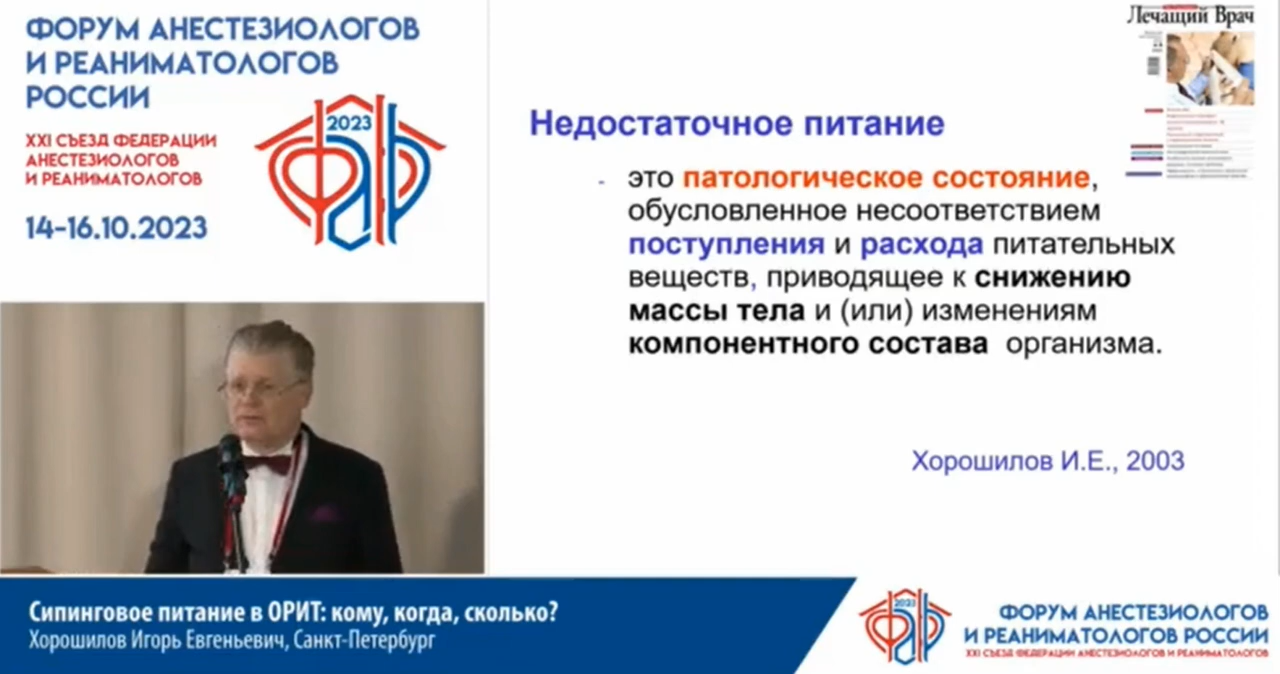 ФОРУМ АНЕСТЕЗИОЛОГОВ
И РЕАНИМАТОЛОГОВ
РОССИИ
XXI СЪЕЗД ФЕДЕРАЦИИ
АНЕСТЕЗИОЛОГОВ
И РЕАНИМАТОЛОГОВ
14-16.10.2023
2023
ФАР
Лечащий Врач
Недостаточное питание
- это патологическое состояние,
обусловленное несоответствием
поступления и расхода питательных
веществ, приводящее к снижению
массы тела и (или) изменениям
компонентного состава организма.
Хорошилов И.Е., 2003
Сипинговое питание в ОРИТ: кому, когда, сколько?
Хорошилов Игорь Евгеньевич, Санкт-Петербург
2023
ФАР
ФОРУМ АНЕСТЕЗИОЛОГОВ
И РЕАНИМАТОЛОГОВ РОССИИ
XXI СЪЕЗД ФЕДЕРАЦИИ АНЕСТЕЗИОЛОГОВ И РЕАНИМАТОЛОГОВ